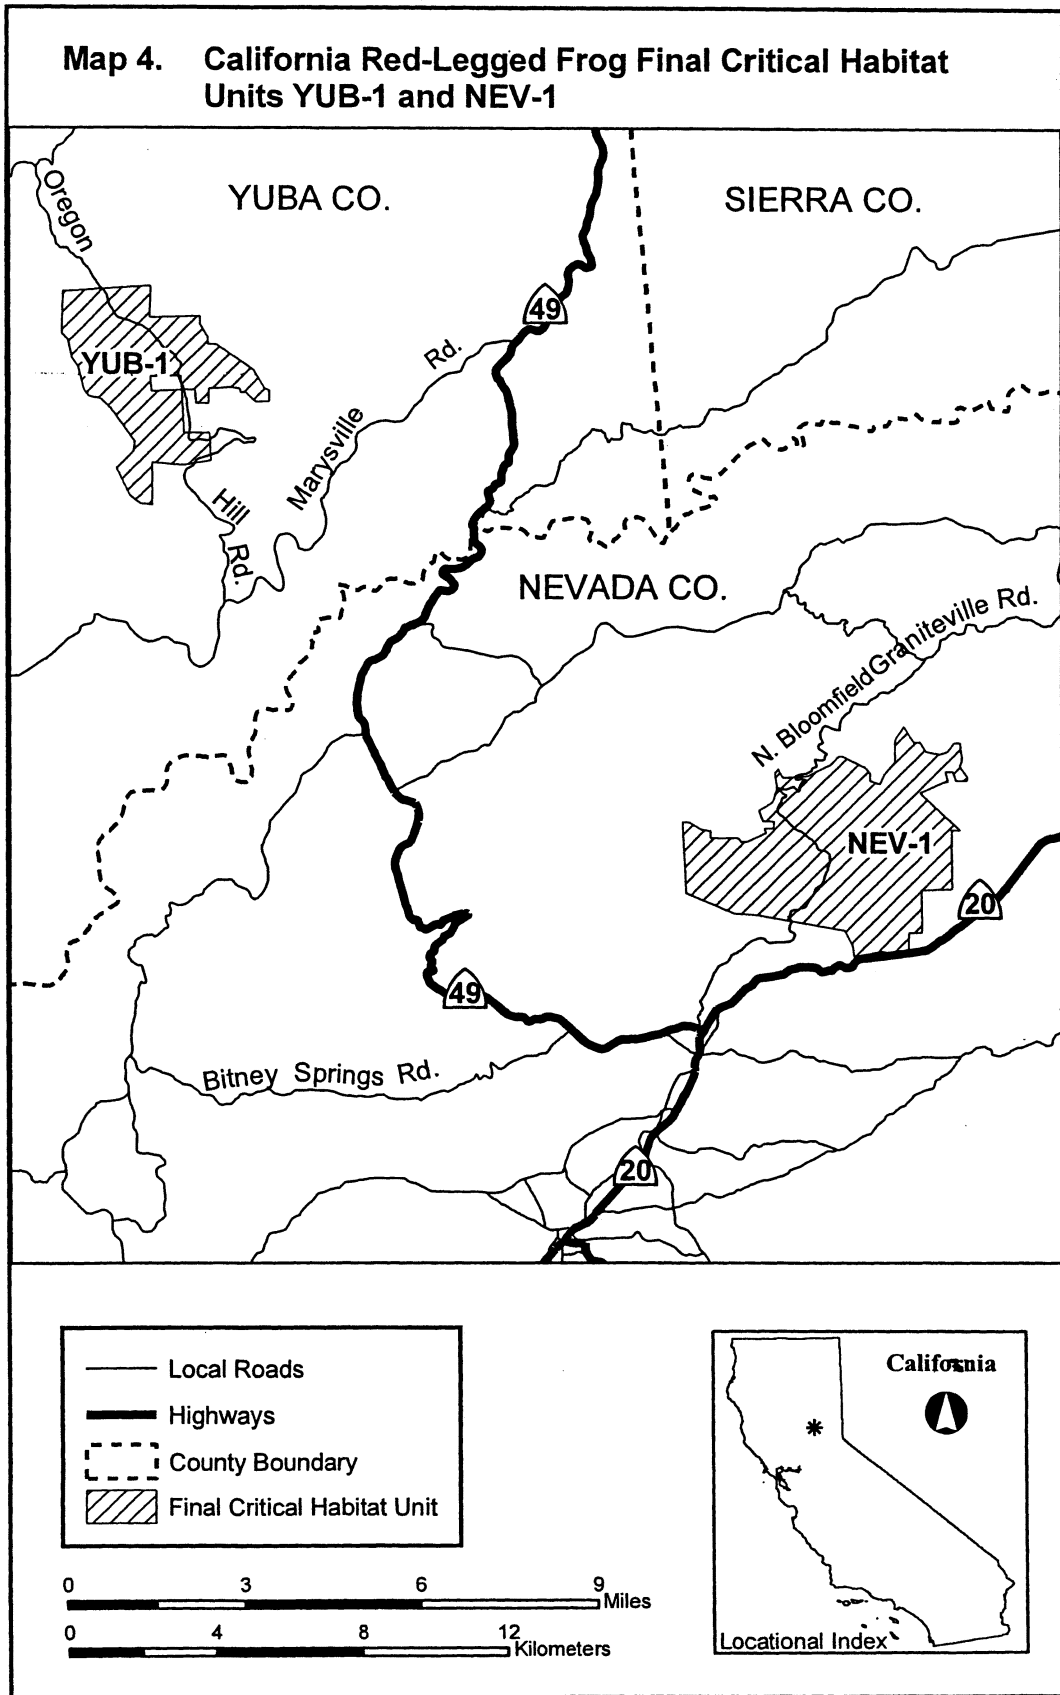 Map 4. California Red-Legged Frog Final Critical Habitat
Units YUB-1 and NEV-1
YUBA CO.
SIERRA CO.
Oregon
49
YUB-1
Rd.
Marysville
Hill
Rd.
NEVADA CO.
N. Bloomfield Graniteville Rd.
NEV-1
20
49
Bitney Springs Rd.
20
Local Roads
Highways
County Boundary
Final Critical Habitat Unit
California
Locational Index
0 3 6 9 Miles
0 4 8 12 Kilometers